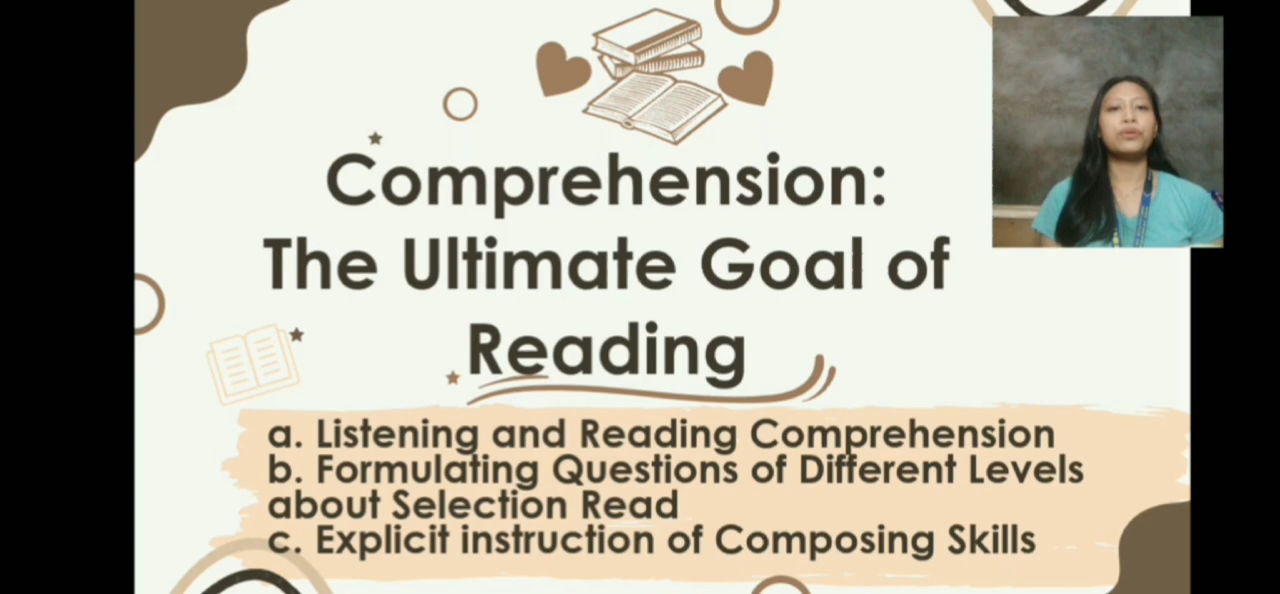 Comprehension:
The Ultimate Goal of
Reading
a. Listening and Reading Comprehension
b. Formulating Questions of Different Levels
about Selection Read
c. Explicit instruction of Composing Skills